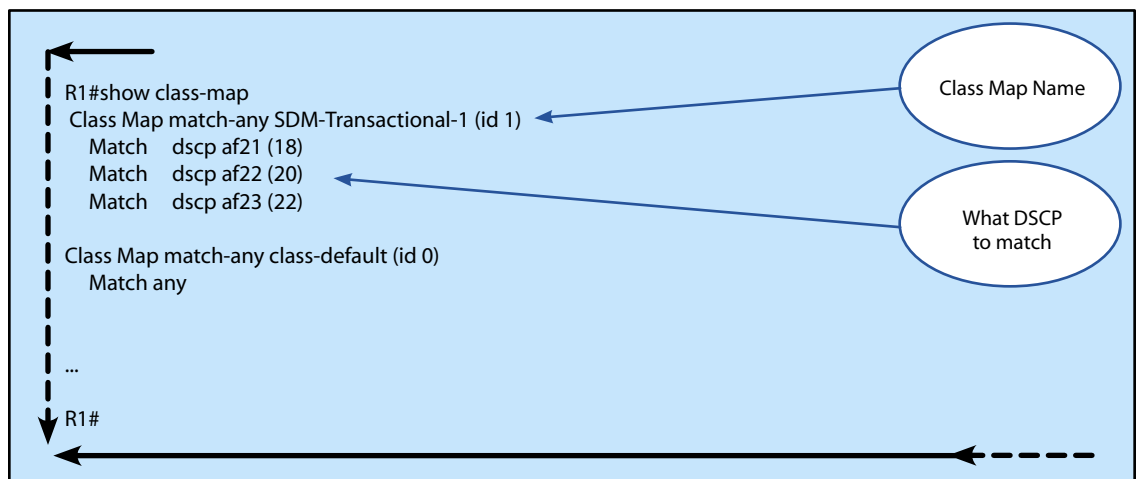 R1#show class-map
Class Map match-any SDM-Transactional-1 (id 1)
Match dscp af21 (18)
Match dscp af22 (20)
Match dscp af23 (22)
Class Map match-any class-default (id 0)
Match any
...
R1#
Class Map Name
What DSCP
to match